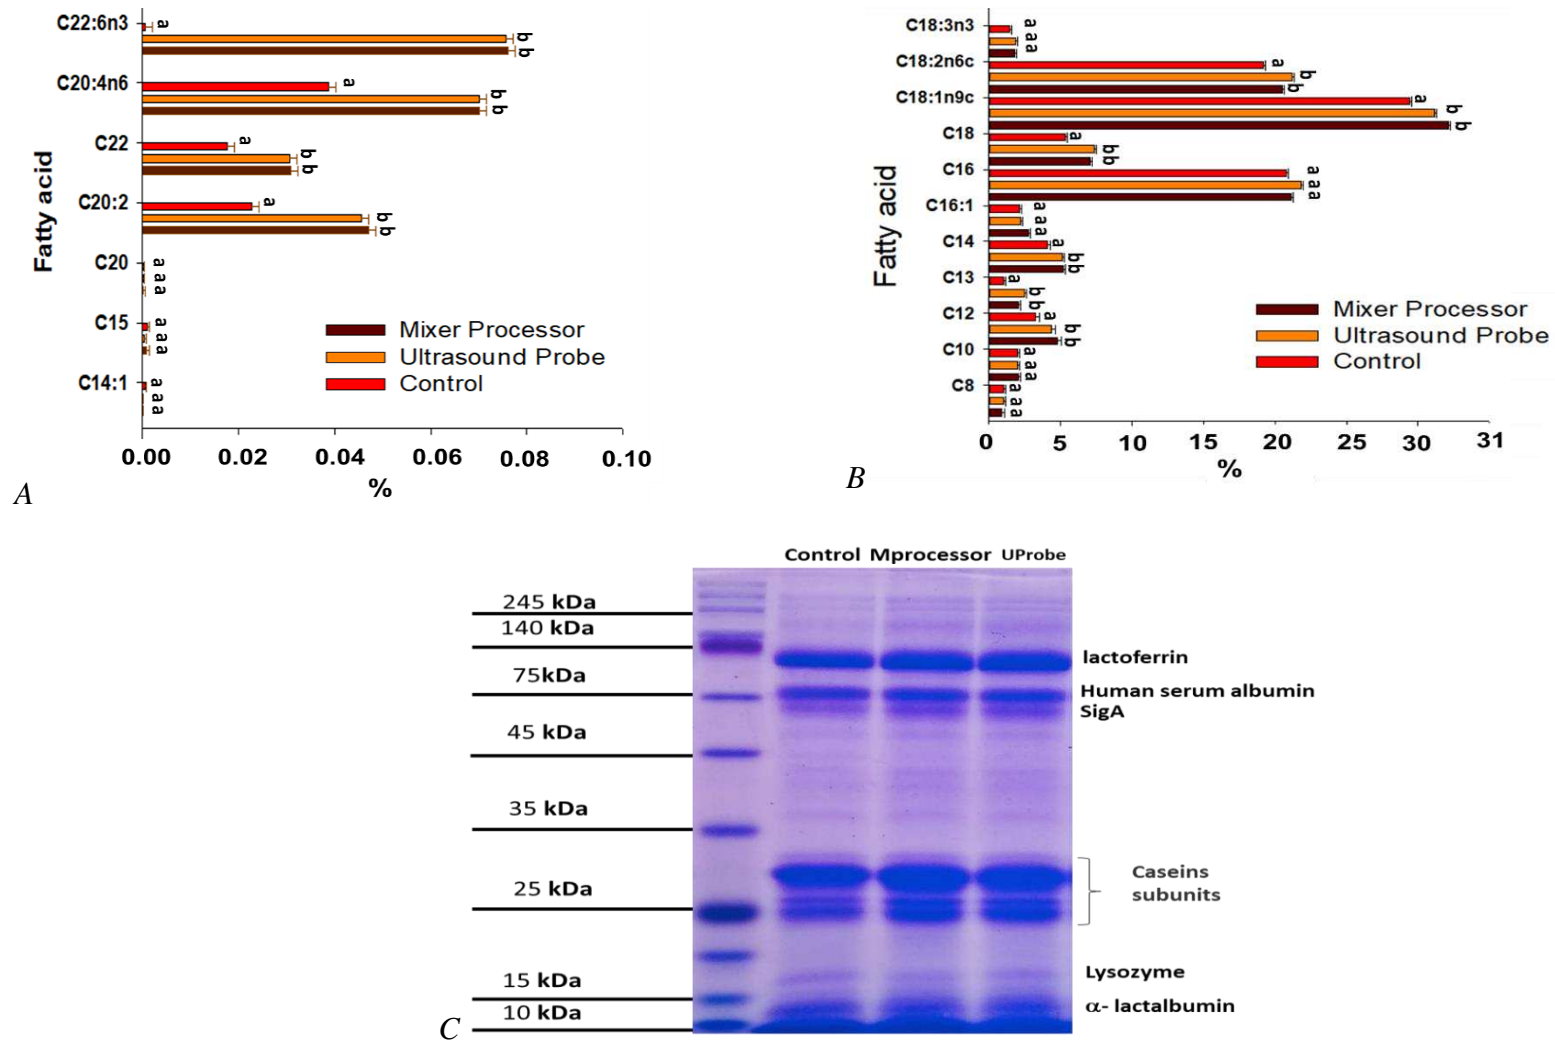 Fatty acid
C22:6n3
a
b
b
C20:4n6
a
b
b
C22
a
b
b
C20:2
a
b
b
C20
a
a
a
C15
a
a
a
C14:1
a
a
a
Mixer Processor
Ultrasound Probe
Control
0.00 0.02 0.04 0.06 0.08 0.10
%
A
Fatty acid
C18:3n3
a
a
a
C18:2n6c
a
b
b
C18:1n9c
a
b
b
C18
a
b
b
C16
a
a
a
C16:1
a
a
a
C14
a
b
b
C13
a
b
b
C12
a
b
b
C10
a
a
a
C8
a
a
a
Mixer Processor
Ultrasound Probe
Control
0 5 10 15 20 25 30 31
%
B
Control Mprocessor UProbe
245 kDa
140 kDa
75kDa
45 kDa
35 kDa
25 kDa
15 kDa
10 kDa
lactoferrin
Human serum albumin
SigA
Caseins
subunits
Lysozyme
α- lactalbumin
C